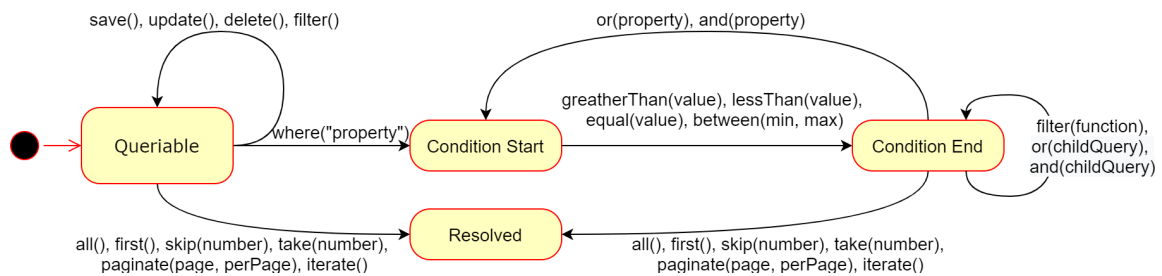 save(), update(), delete(), filter()
or(property), and(property)
greatherThan(value), lessThan(value),
equal(value), between(min, max)
filter(function),
or(childQuery),
and(childQuery)
Queriable
where("property")
Condition Start
Condition End
Resolved
all(), first(), skip(number), take(number),
paginate(page, perPage), iterate()
all(), first(), skip(number), take(number),
paginate(page, perPage), iterate()